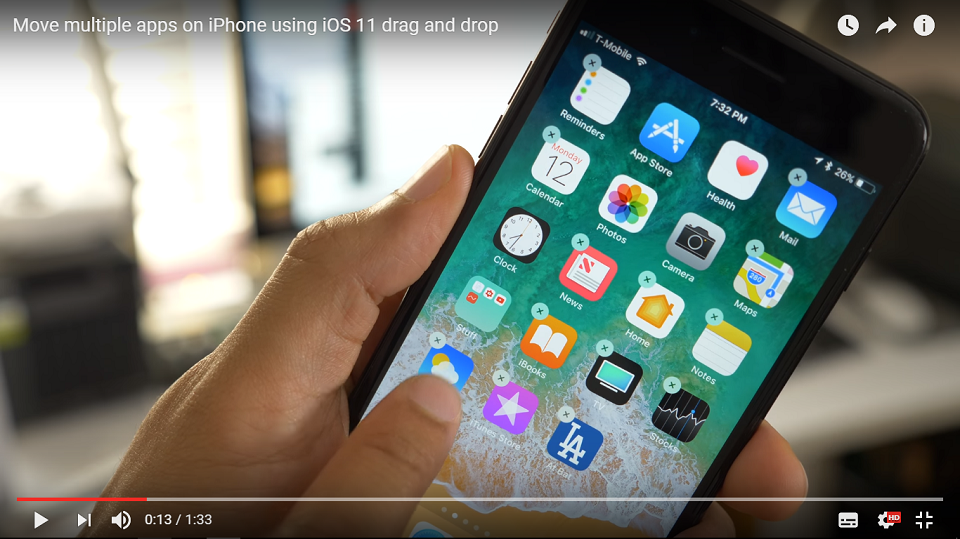 Move multiple apps on iPhone using iOS 11 drag and drop
T-Mobile
7:32 PM
26%
Reminders
App Store
Health
Mail
Monday
12
Calendar
Photos
Camera
280
Maps
Clock
News
Home
Notes
Stuff
iBooks
Stocks
iTunes Store
LA
0:13 / 1:33
HD